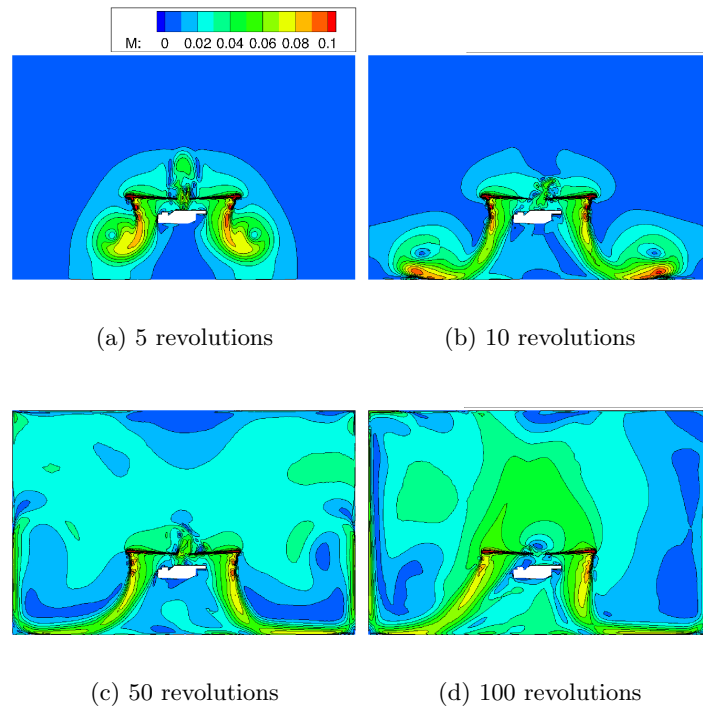 M: 0 0.02 0.04 0.06 0.08 0.1
(a) 5 revolutions
(b) 10 revolutions
(c) 50 revolutions
(d) 100 revolutions